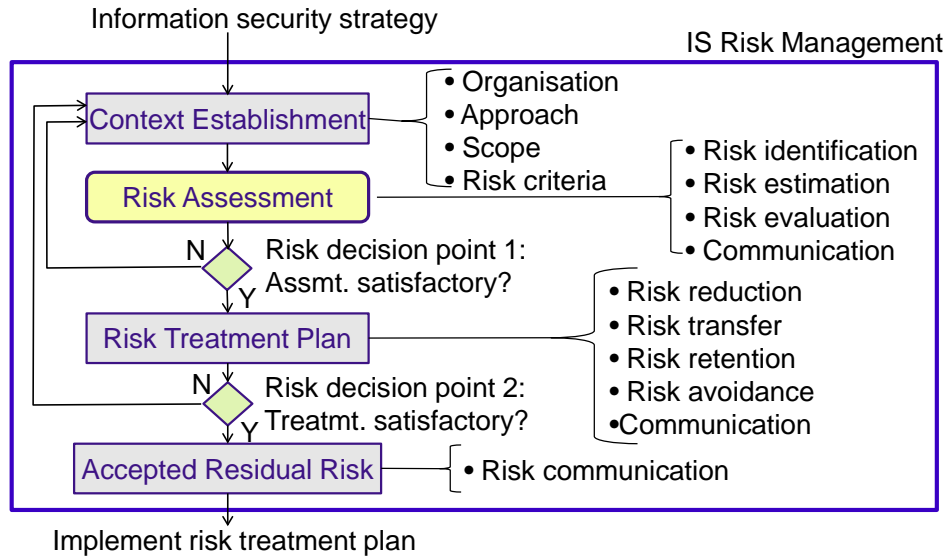 Information security strategy
IS Risk Management
Context Establishment
• Organisation
• Approach
• Scope
• Risk criteria
Risk Assessment
• Risk identification
• Risk estimation
• Risk evaluation
• Communication
N
Risk decision point 1:
Assmt. satisfactory?
Y
Risk Treatment Plan
• Risk reduction
• Risk transfer
• Risk retention
• Risk avoidance
•Communication
N
Risk decision point 2:
Treatmt. satisfactory?
Y
Accepted Residual Risk
• Risk communication
Implement risk treatment plan